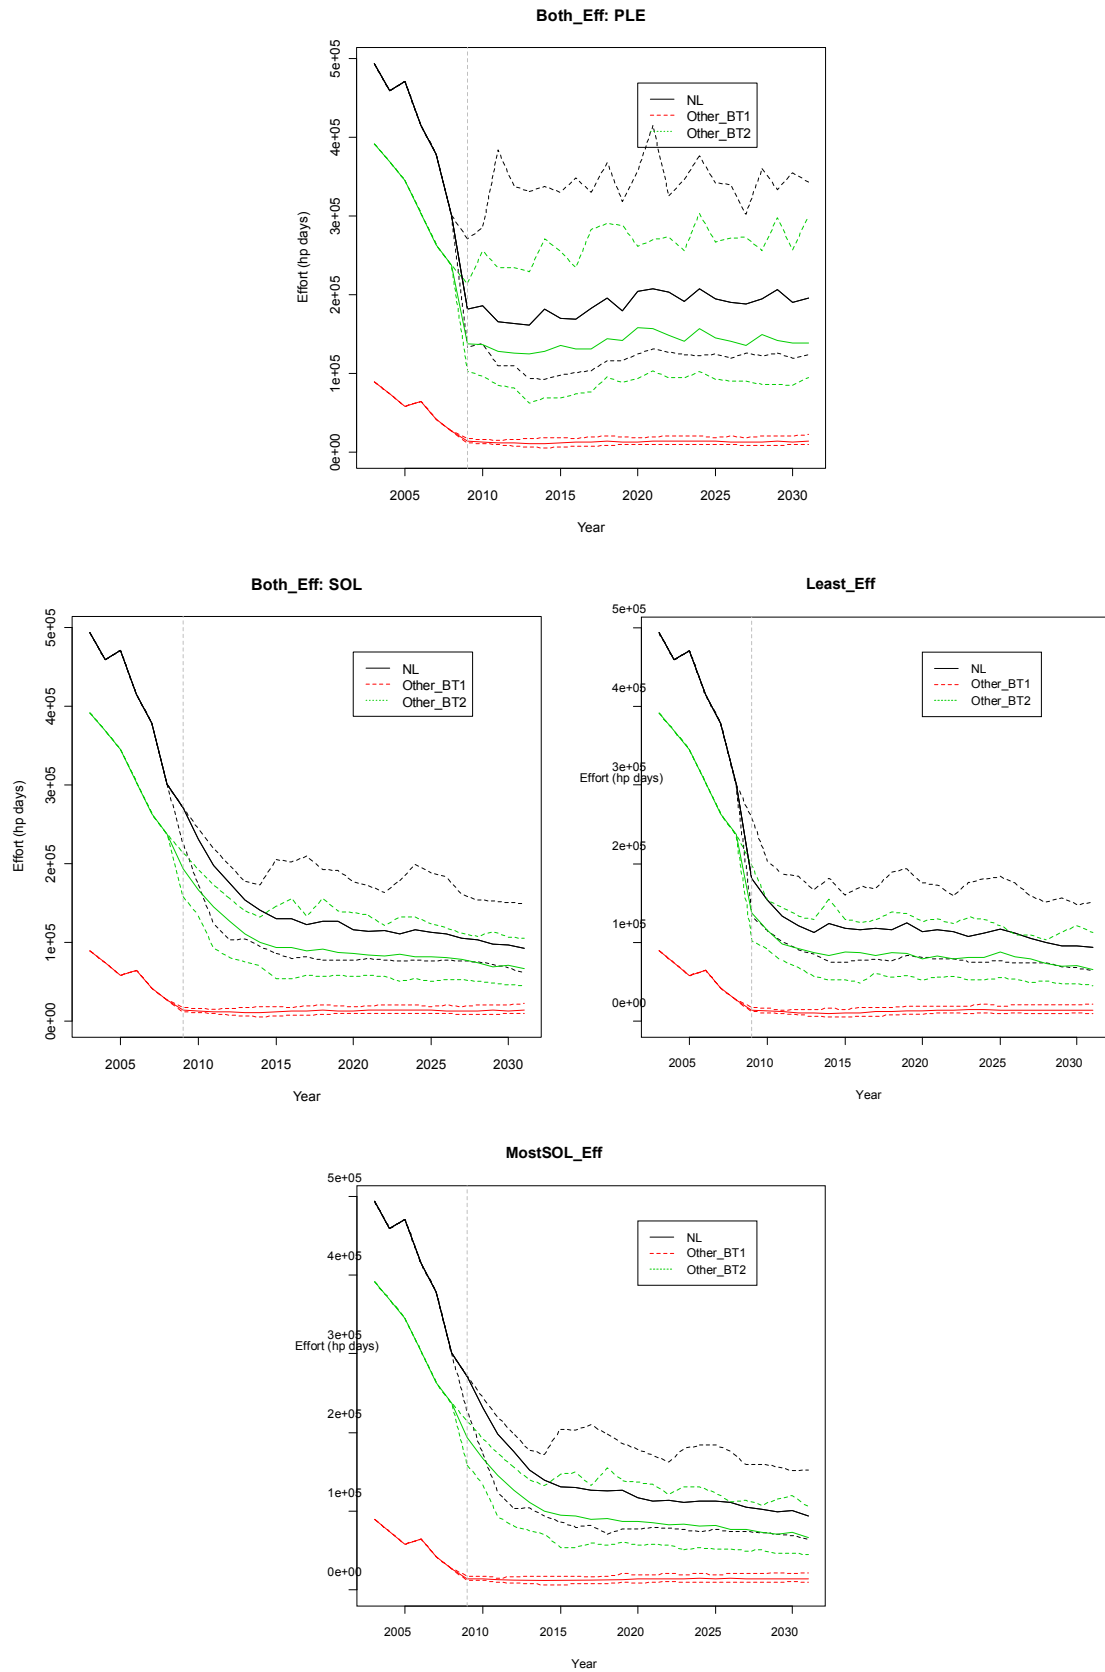 Both_Eff: PLE
5e+05
4e+05
3e+05
2e+05
1e+05
0e+00
Effort (hp days)
NL
Other_BT1
Other_BT2
2005 2010 2015 2020 2025 2030
Year
Both_Eff: SOL
5e+05
4e+05
3e+05
2e+05
1e+05
0e+00
Effort (hp days)
NL
Other_BT1
Other_BT2
2005 2010 2015 2020 2025 2030
Year
Least_Eff
5e+05
4e+05
3e+05
Effort (hp days)
2e+05
1e+05
0e+00
NL
Other_BT1
Other_BT2
2005 2010 2015 2020 2025 2030
Year
MostSOL_Eff
5e+05
4e+05
3e+05
Effort (hp days)
2e+05
1e+05
0e+00
NL
Other_BT1
Other_BT2
2005 2010 2015 2020 2025 2030
Year